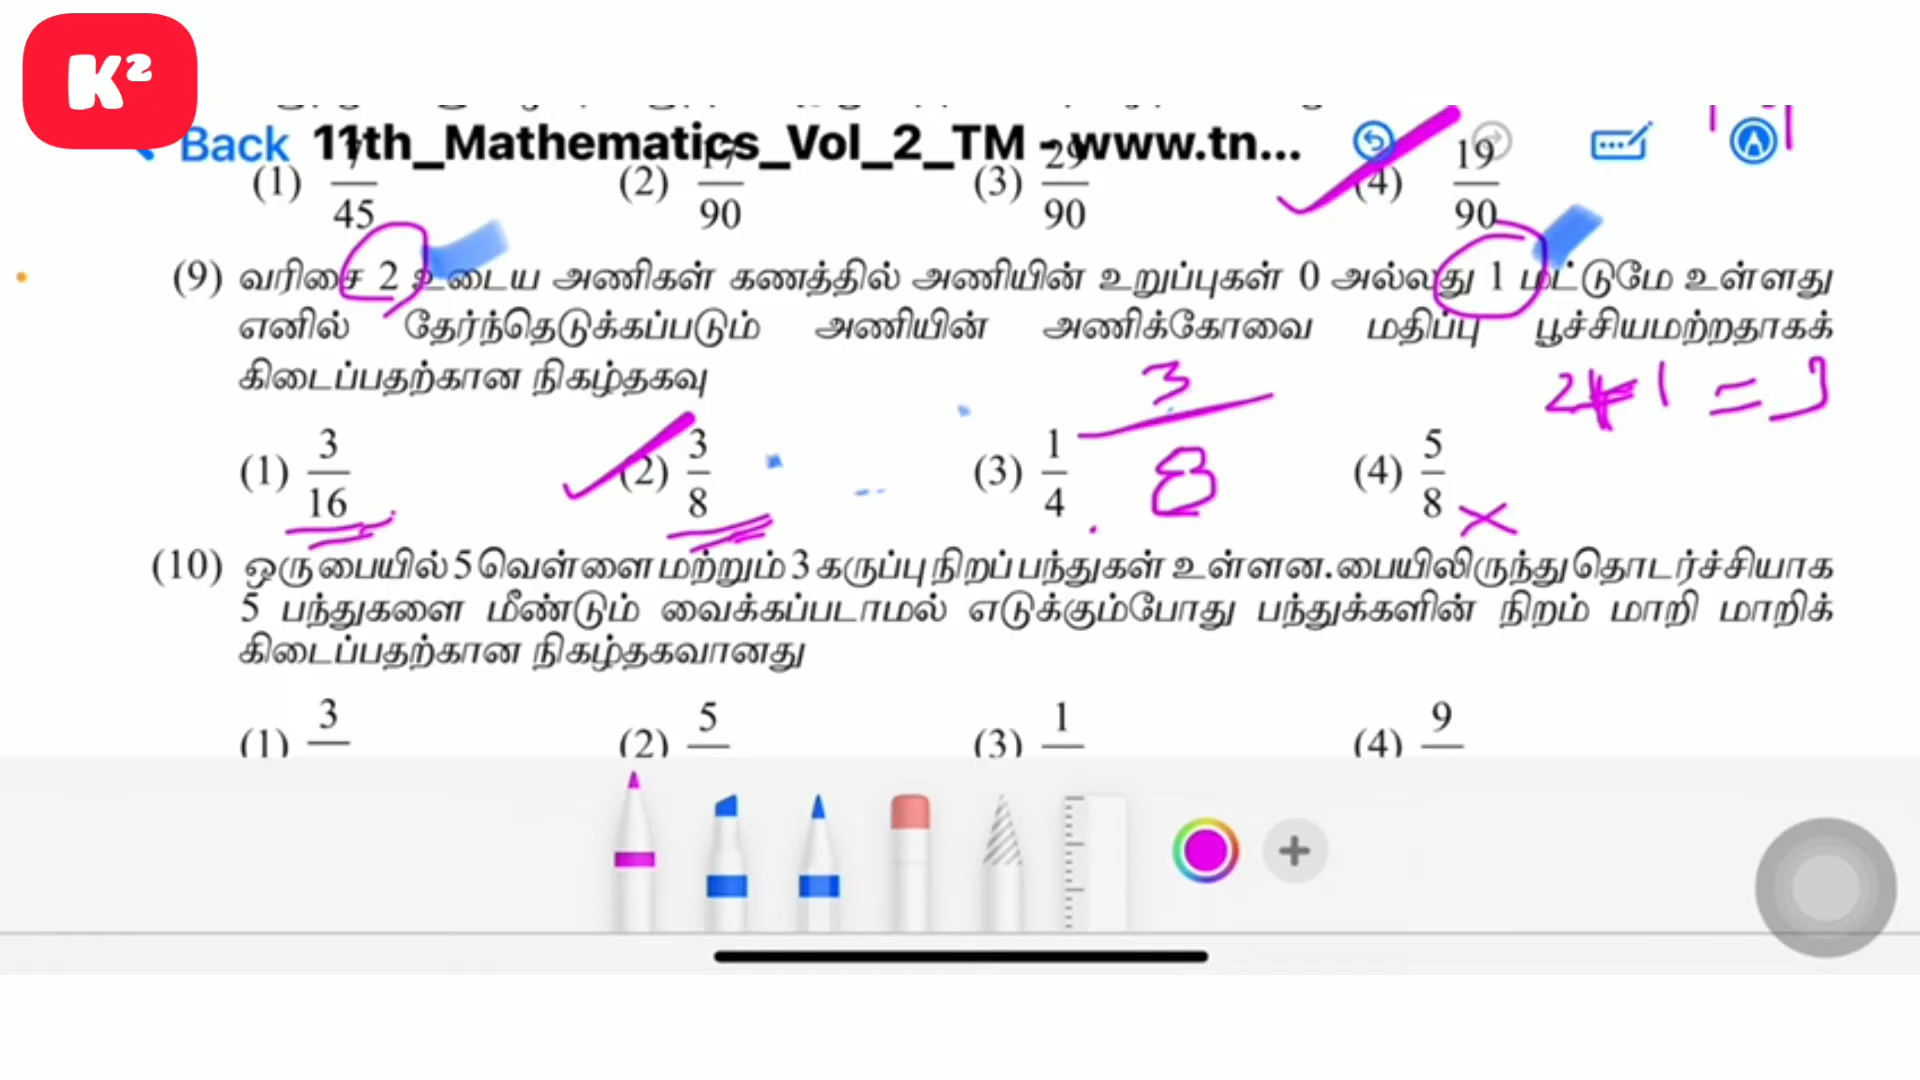 K²
Back 11th_Mathematics_Vol_2_TM - www.tn...
(1) 7/45 (2) 17/90 (3) 29/90 (4) 19/90
(9) வரிசை 2 உடைய அணிகள் கணத்தில் அணியின் உறுப்புகள் 0 அல்லது 1 மட்டுமே உள்ளது
எனில் தேர்ந்தெடுக்கப்படும் அணியின் அணிக்கோவை மதிப்பு பூச்சியமற்றதாகக்
கிடைப்பதற்கான நிகழ்தகவு
2+1 = 3
3/8
(1) 3/16 (2) 3/8 (3) 1/4 (4) 5/8
(10) ஒரு பையில் 5 வெள்ளை மற்றும் 3 கருப்பு நிறப் பந்துகள் உள்ளன. பையிலிருந்து தொடர்ச்சியாக
5 பந்துகளை மீண்டும் வைக்கப்படாமல் எடுக்கும்போது பந்துக்களின் நிறம் மாறி மாறிக்
கிடைப்பதற்கான நிகழ்தகவானது
(1) 3 (2) 5 (3) 1 (4) 9